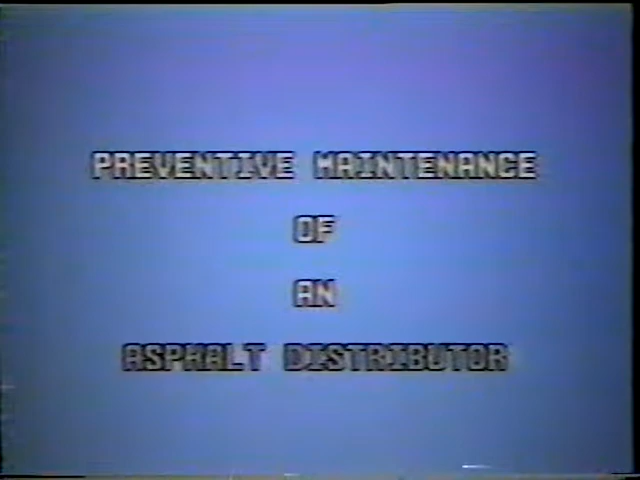 PREVENTIVE MAINTENANCE
OF
AN
ASPHALT DISTRIBUTOR